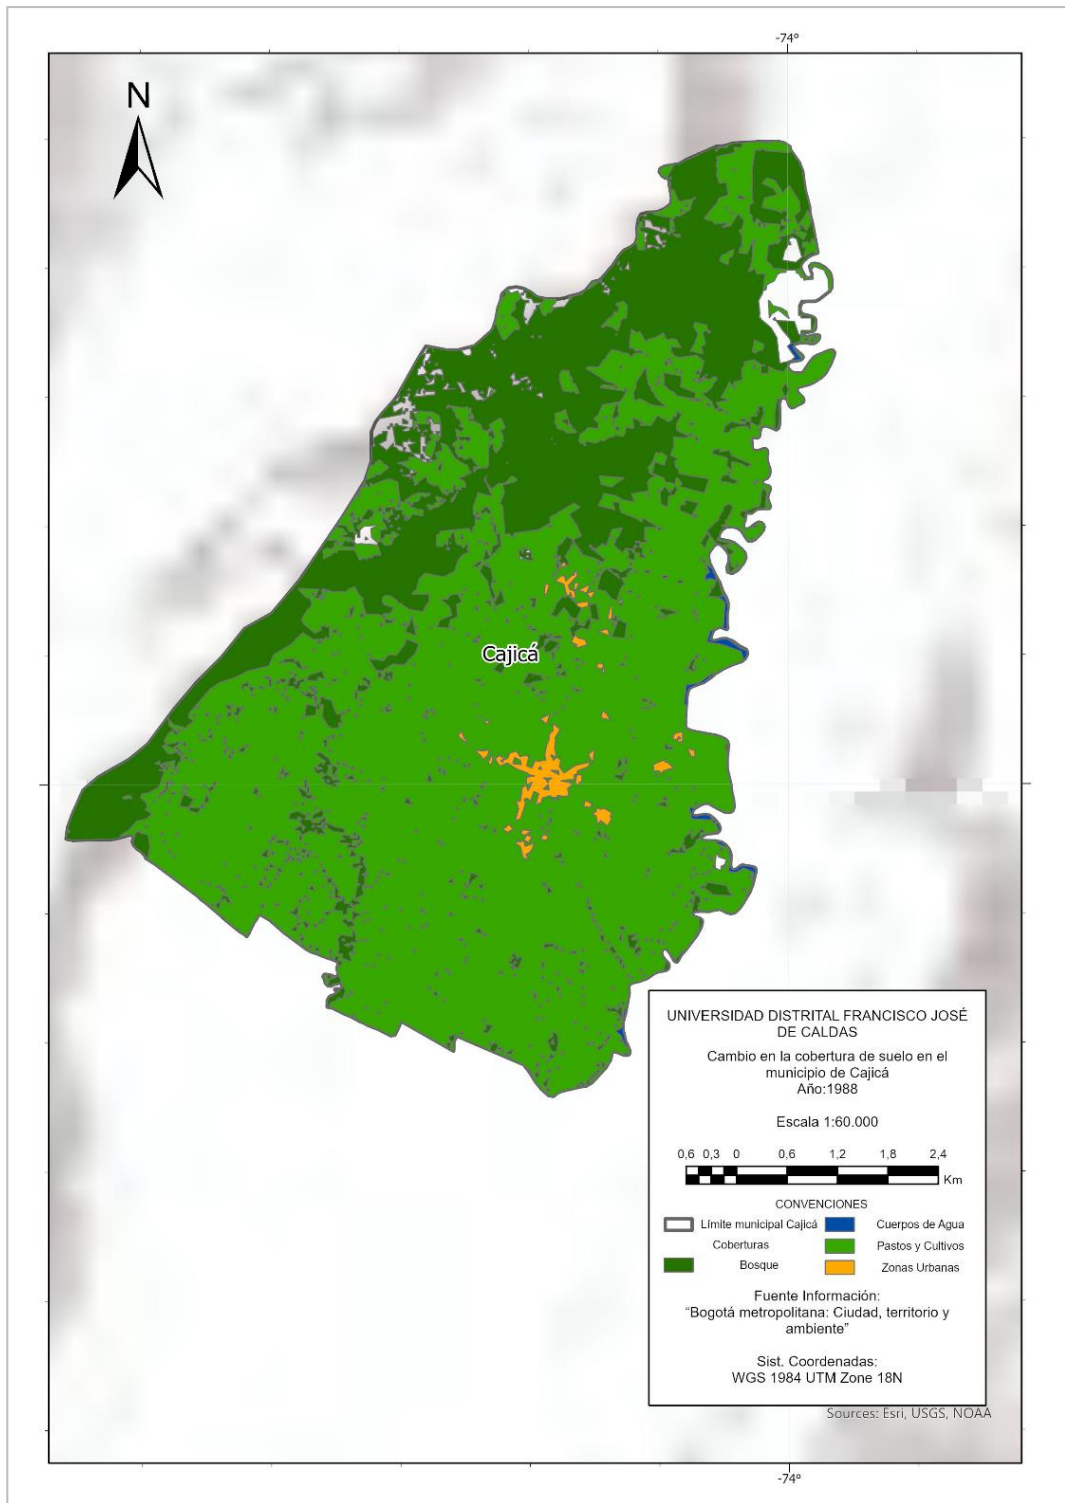 -74°
N
Cajicá
UNIVERSIDAD DISTRITAL FRANCISCO JOSÉ
DE CALDAS
Cambio en la cobertura de suelo en el
municipio de Cajicá
Año:1988
Escala 1:60.000
0,6 0,3 0 0,6 1,2 1,8 2,4
Km
CONVENCIONES
Límite municipal Cajicá Cuerpos de Agua
Coberturas Pastos y Cultivos
Bosque Zonas Urbanas
Fuente Información:
“Bogotá metropolitana: Ciudad, territorio y
ambiente”
Sist. Coordenadas:
WGS 1984 UTM Zone 18N
Sources: Esri, USGS, NOAA
-74°